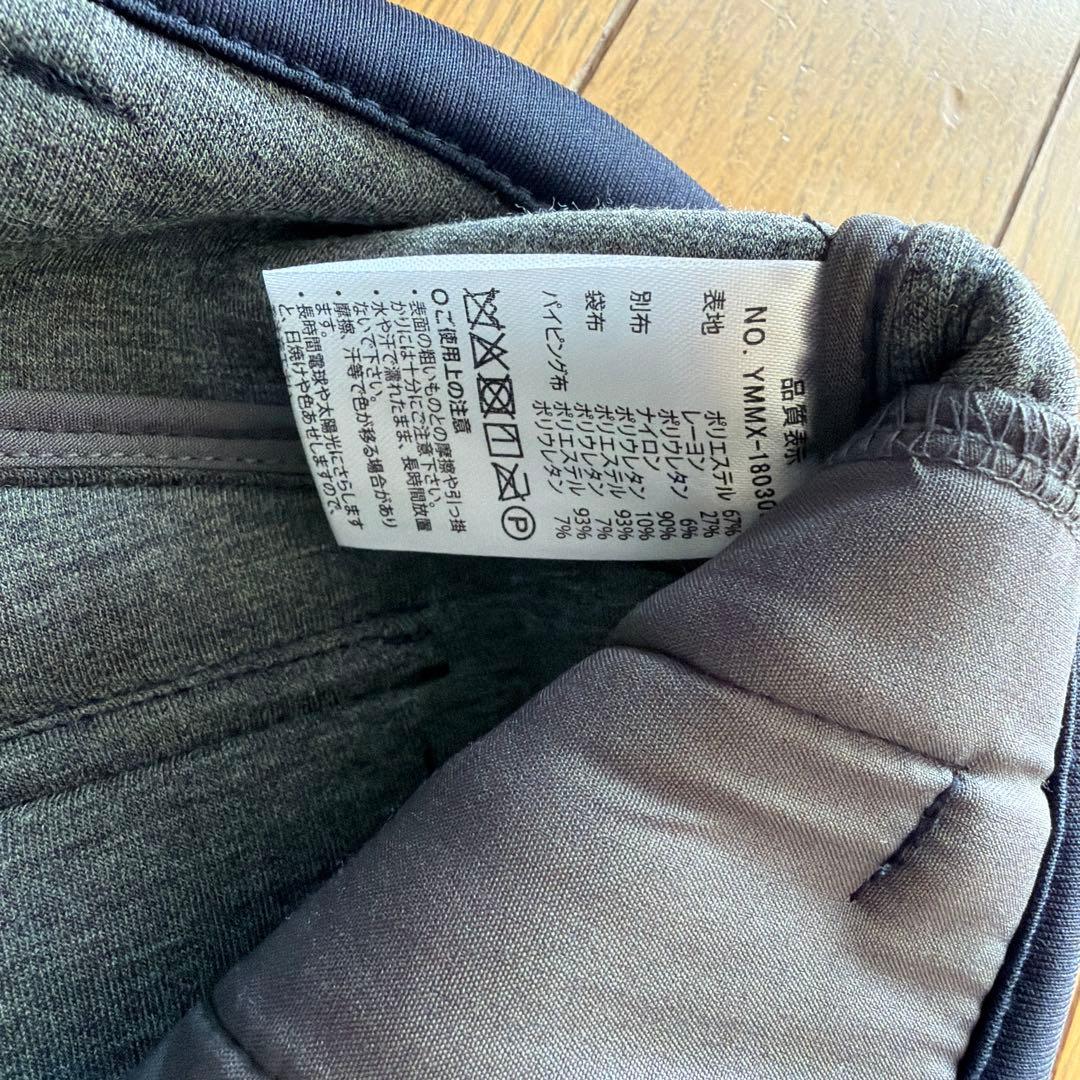 品質表示
NO. YMMX-18030
表地 ポリエステル 67%
レーヨン 27%
ポリウレタン 6%
別布 ナイロン 90%
ポリウレタン 10%
袋布 ポリエステル 93%
ポリウレタン 7%
パイピング布 ポリエステル 93%
ポリウレタン 7%
P
○ご使用上の注意
・表面の粗いものとの摩擦や引っ掛
かりには十分にご注意下さい。
・水や汗で濡れたまま、長時間放置
ないで下さい。
・摩擦、汗等で色が移る場合があり
ます。
・長時間電球や太陽光にさらします
と、日焼けや色あせしますので、